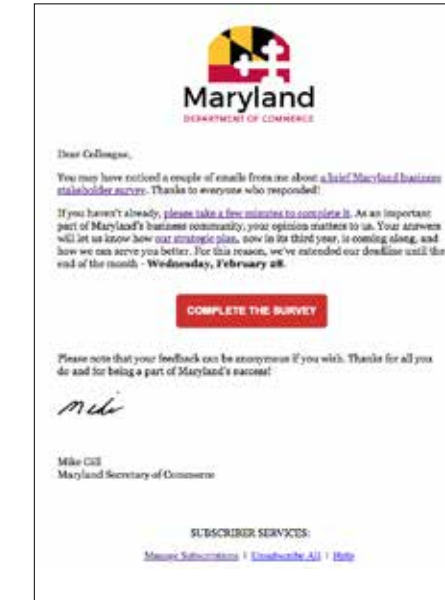 Maryland
DEPARTMENT OF COMMERCE
Dear Colleague,
You may have noticed a couple of emails from me about a brief Maryland business
stakeholder survey. Thanks to everyone who responded!
If you haven't already, please take a few minutes to complete it. As an important
part of Maryland's business community, your opinion matters to us. Your answers
will let us know how our strategic plan, now in its third year, is coming along, and
how we can serve you better. For this reason, we've extended our deadline until the
end of the month - Wednesday, February 28.
COMPLETE THE SURVEY
Please note that your feedback can be anonymous if you wish. Thanks for all you
do and for being a part of Maryland's success!
Mike
Mike Gill
Maryland Secretary of Commerce
SUBSCRIBER SERVICES:
Manage Subscriptions | Unsubscribe All | Help